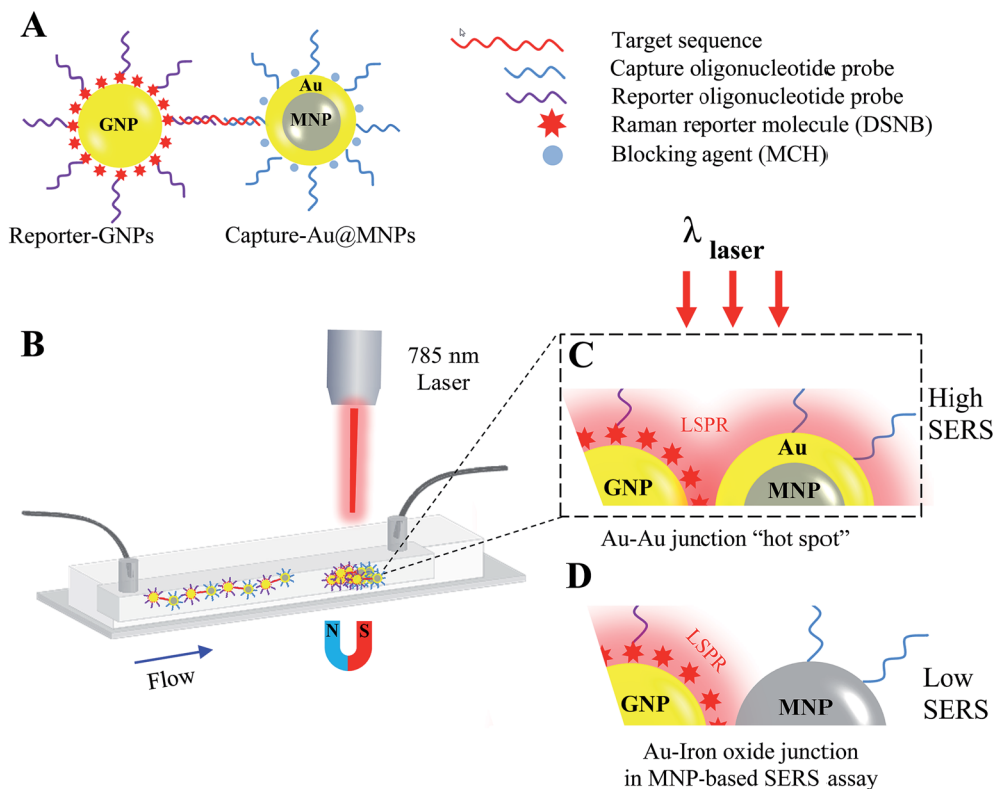 A
GNP
Au
MNP
Reporter-GNPs
Capture-Au@MNPs
Target sequence
Capture oligonucleotide probe
Reporter oligonucleotide probe
Raman reporter molecule (DSNB)
Blocking agent (MCH)
λ laser
B
785 nm
Laser
N S
Flow
C
LSPR
Au
GNP
MNP
High
SERS
Au-Au junction “hot spot”
D
LSPR
GNP
MNP
Low
SERS
Au-Iron oxide junction
in MNP-based SERS assay